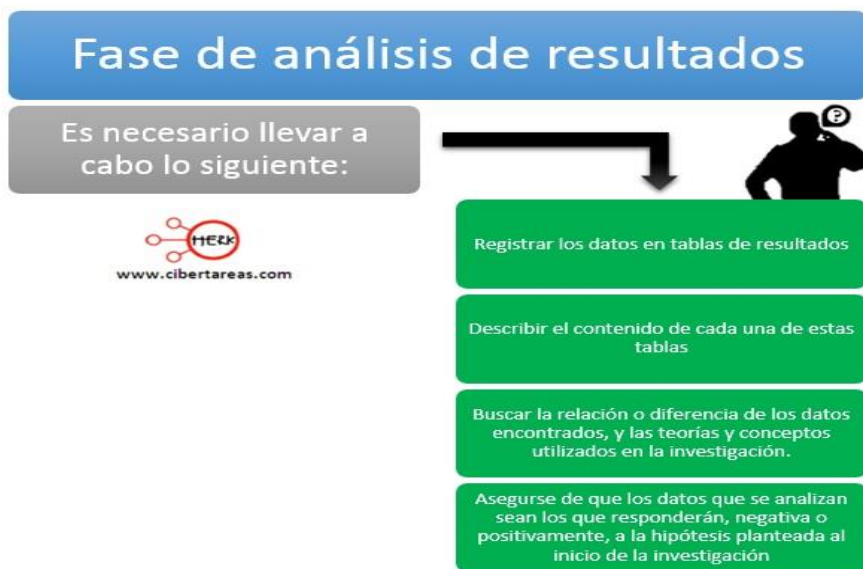 Fase de análisis de resultados
Es necesario llevar a
cabo lo siguiente:
?
HERK
www.cibertareas.com
Registrar los datos en tablas de resultados
Describir el contenido de cada una de estas
tablas
Buscar la relación o diferencia de los datos
encontrados, y las teorías y conceptos
utilizados en la investigación.
Asegurse de que los datos que se analizan
sean los que responderán, negativa o
positivamente, a la hipótesis planteada al
inicio de la investigación